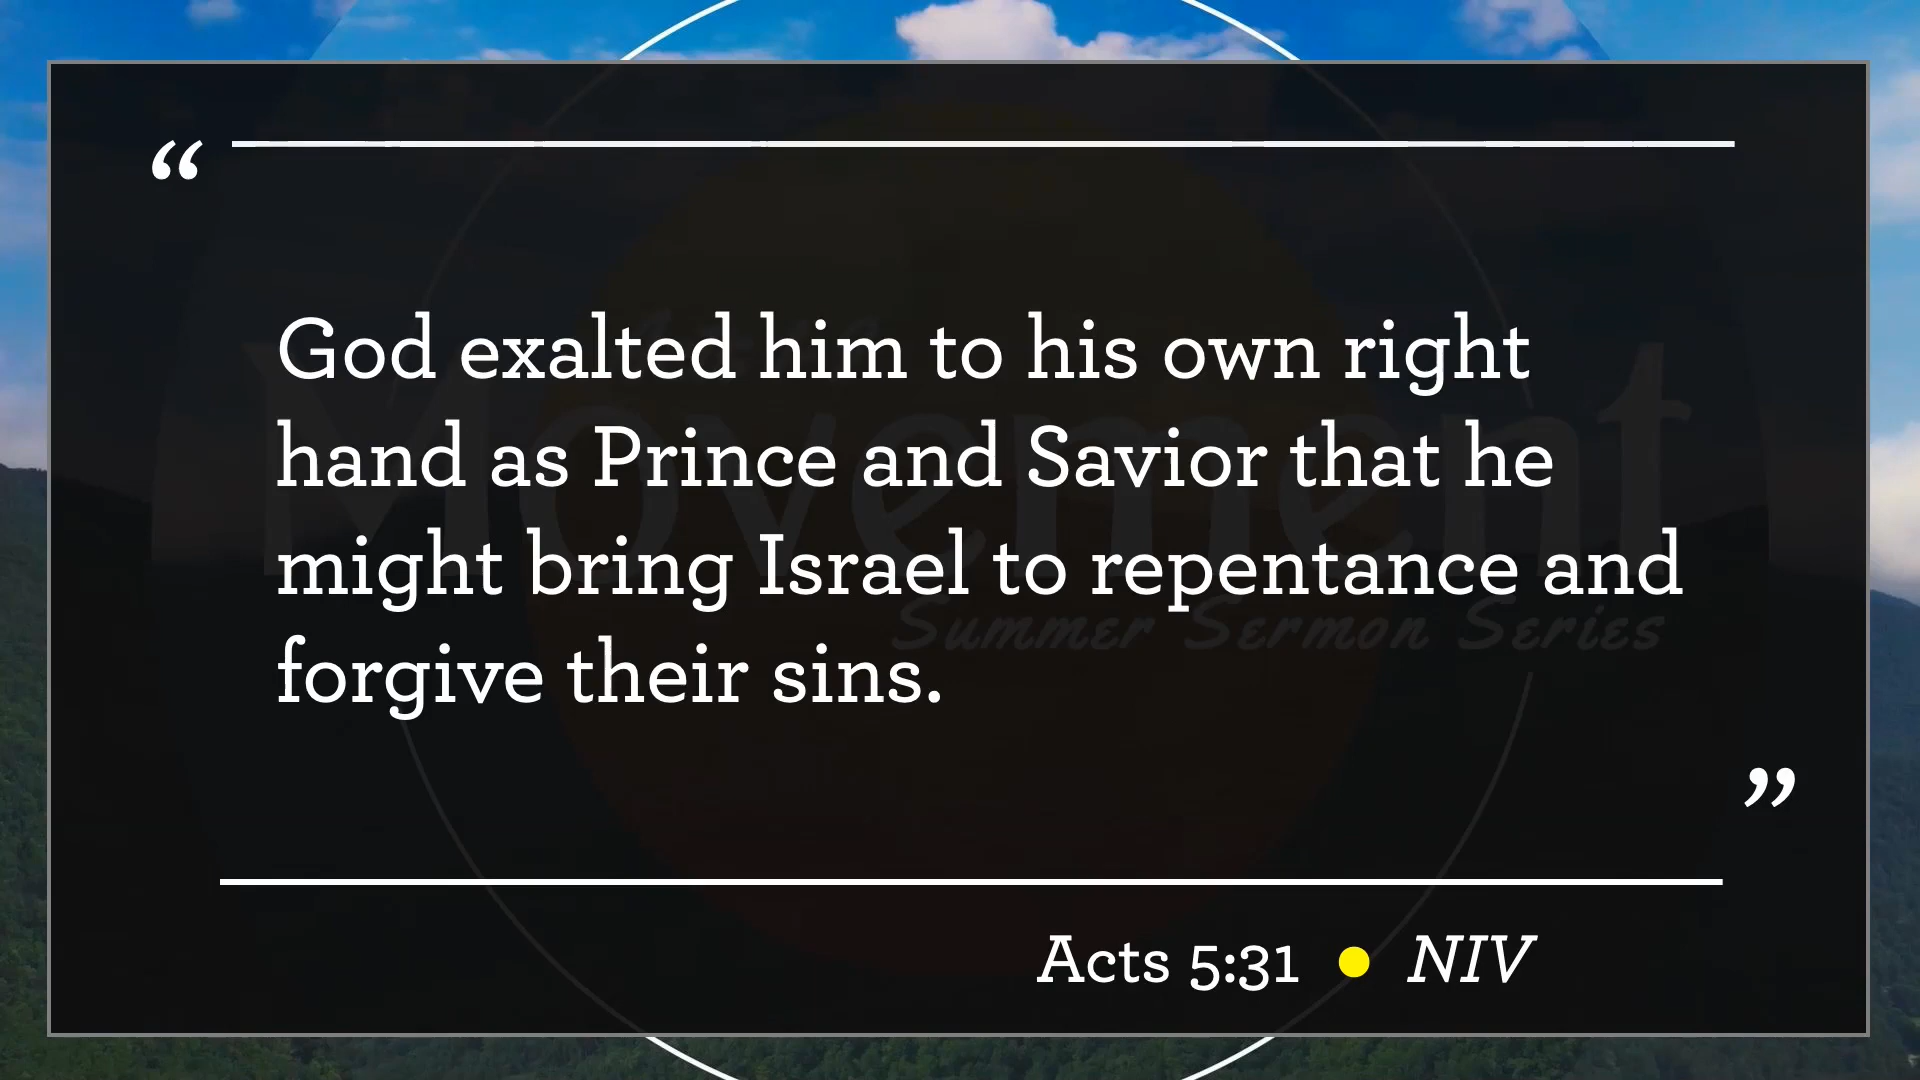 “
God exalted him to his own right
hand as Prince and Savior that he
might bring Israel to repentance and
forgive their sins.
”
Acts 5:31 ● NIV
Movement
Summer Sermon Series